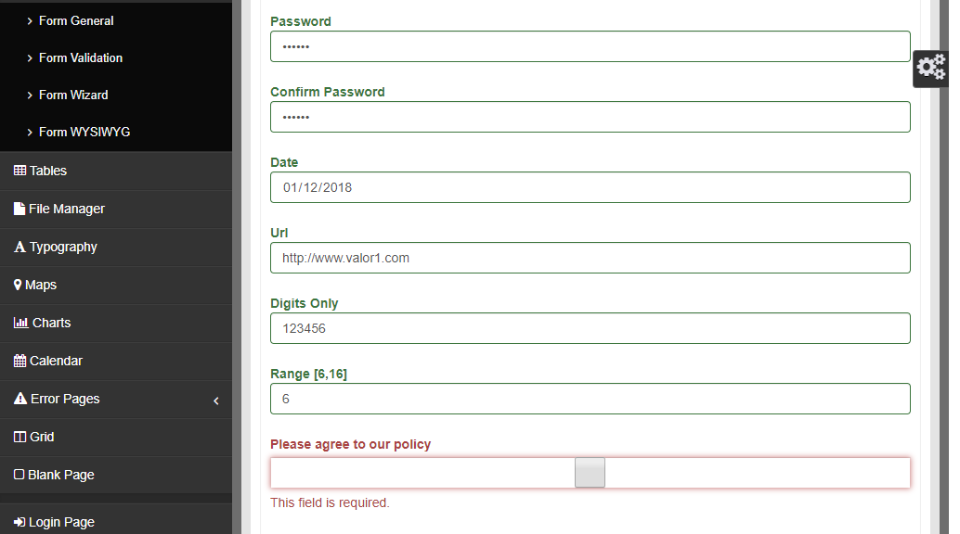 Form General
Form Validation
Form Wizard
Form WYSIWYG
Tables
File Manager
Typography
Maps
Charts
Calendar
Error Pages
Grid
Blank Page
Login Page
Password
••••••
Confirm Password
••••••
Date
01/12/2018
Url
http://www.valor1.com
Digits Only
123456
Range [6,16]
6
Please agree to our policy
This field is required.